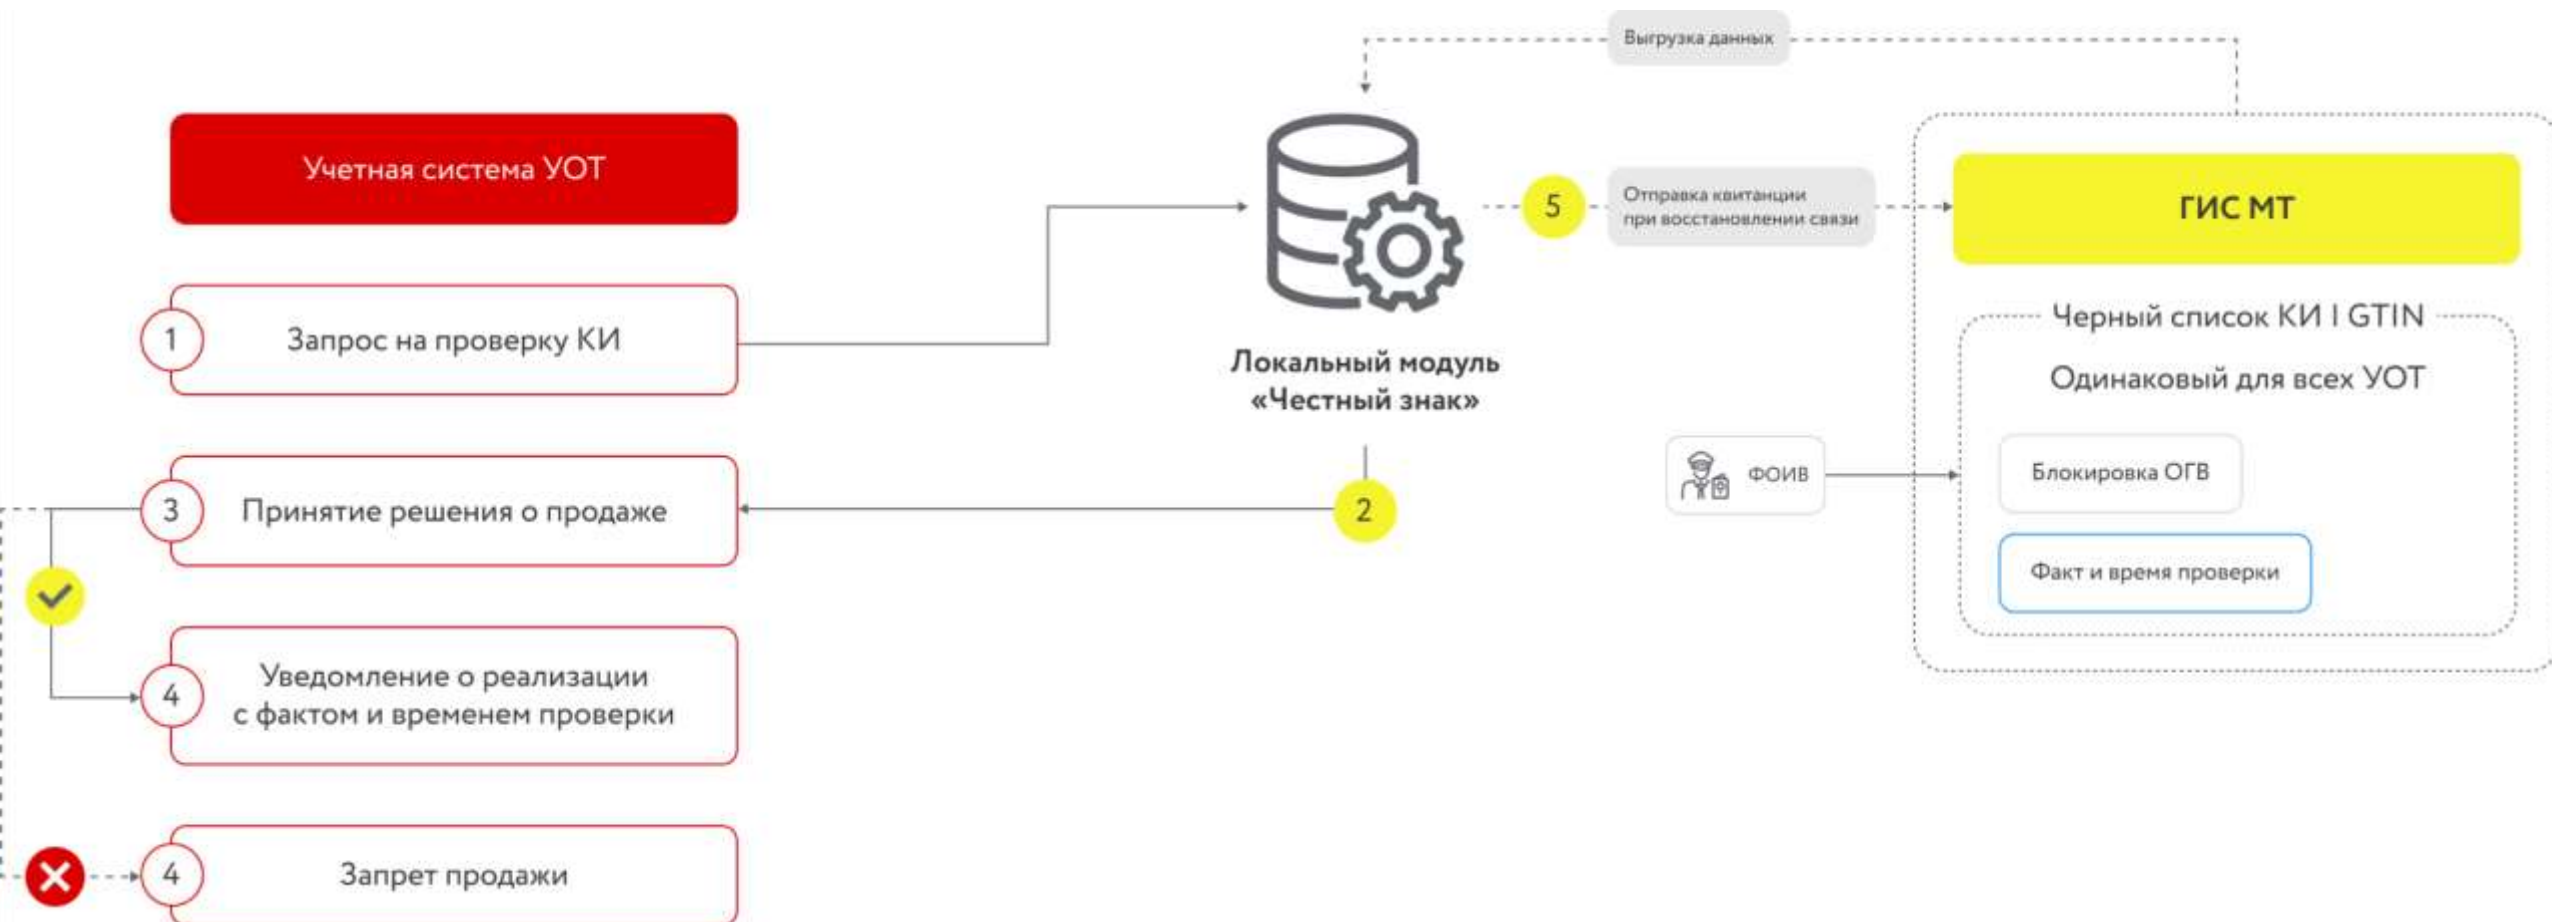 Выгрузка данных
Учетная система УОТ
1
Запрос на проверку КИ
3
Принятие решения о продаже
4
Уведомление о реализации
с фактом и временем проверки
4
Запрет продажи
Локальный модуль
«Честный знак»
2
5
Отправка квитанции
при восстановлении связи
ГИС МТ
Черный список КИ I GTIN
Одинаковый для всех УОТ
ФОИВ
Блокировка ОГВ
Факт и время проверки